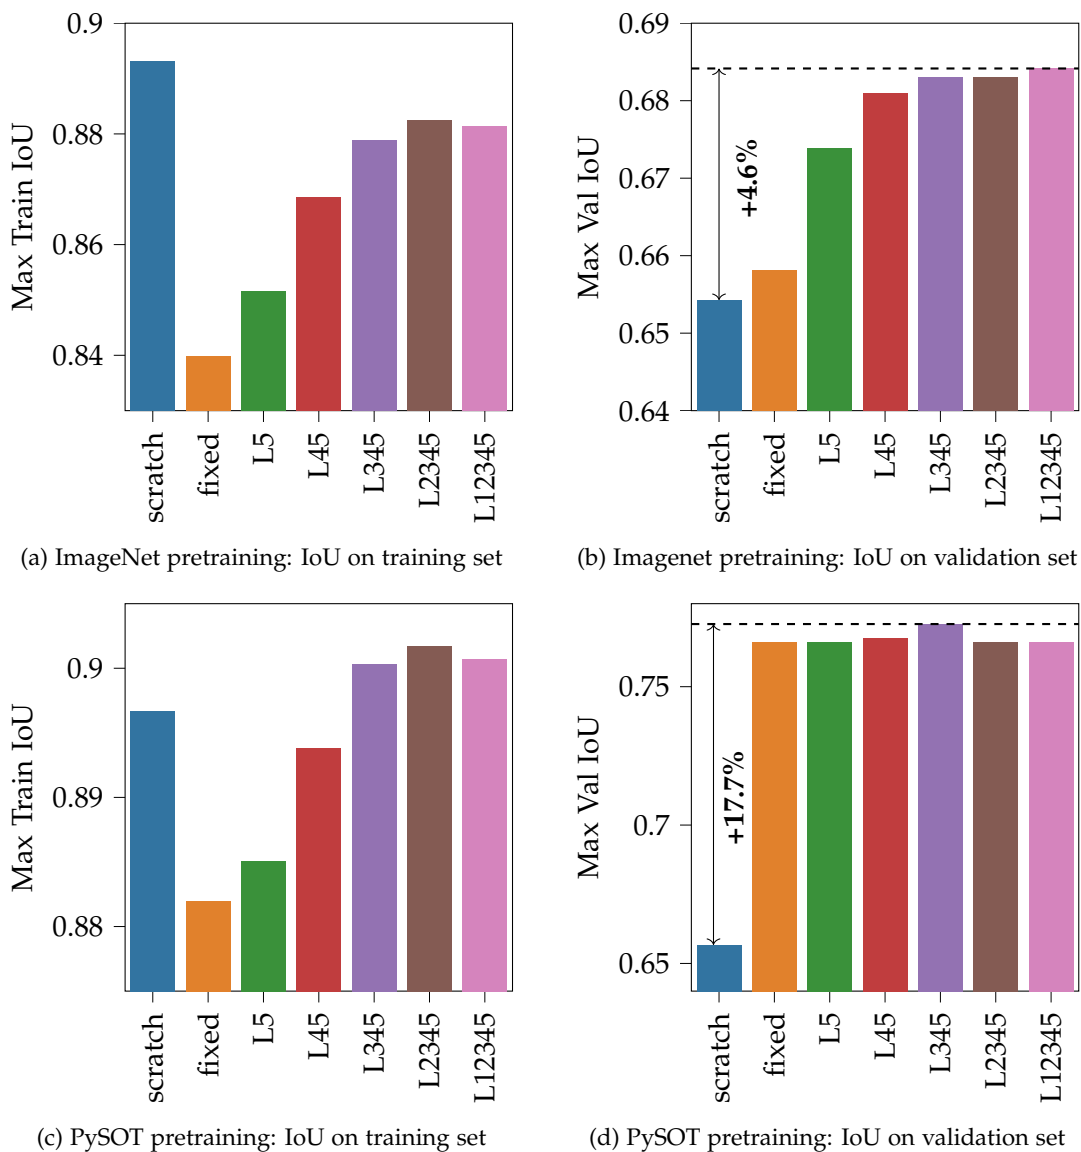 Max Train IoU
0.9
0.88
0.86
0.84
scratch
fixed
L5
L45
L345
L2345
L12345
(a) ImageNet pretraining: IoU on training set
Max Val IoU
0.69
0.68
0.67
0.66
0.65
0.64
+4.6%
scratch
fixed
L5
L45
L345
L2345
L12345
(b) Imagenet pretraining: IoU on validation set
Max Train IoU
0.9
0.89
0.88
scratch
fixed
L5
L45
L345
L2345
L12345
(c) PySOT pretraining: IoU on training set
Max Val IoU
0.75
0.7
0.65
+17.7%
scratch
fixed
L5
L45
L345
L2345
L12345
(d) PySOT pretraining: IoU on validation set